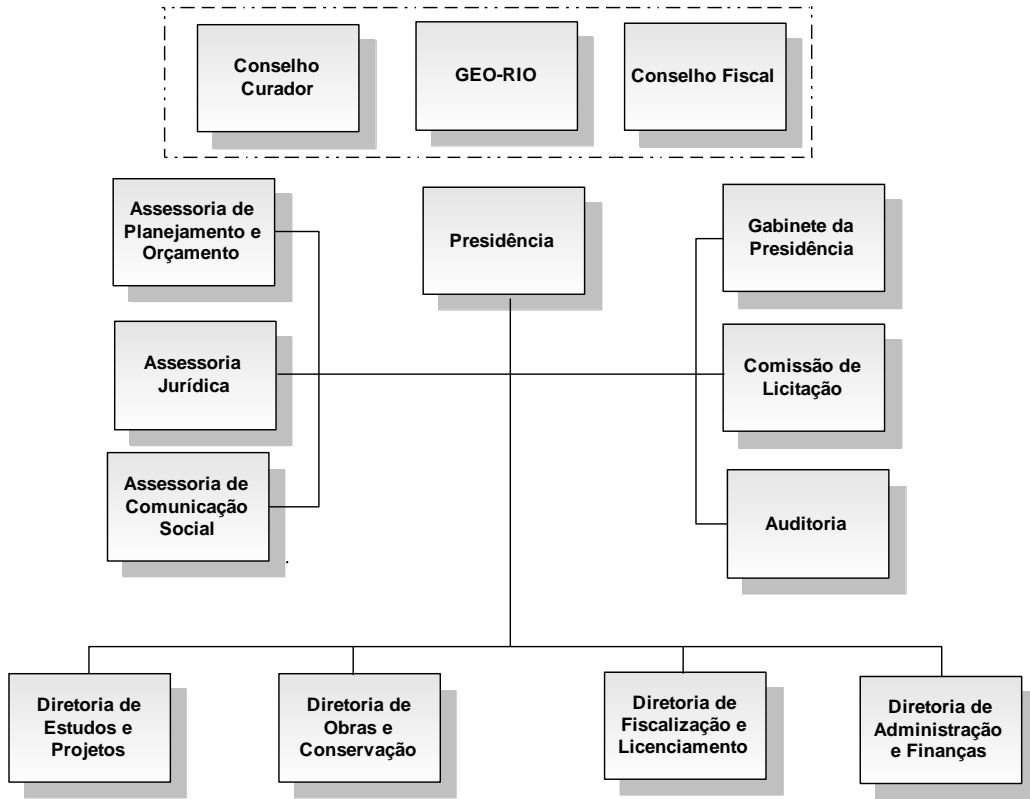 Conselho
Curador
GEO-RIO
Conselho Fiscal
Assessoria de
Planejamento e
Orçamento
Presidência
Gabinete da
Presidência
Assessoria
Jurídica
Comissão de
Licitação
Assessoria de
Comunicação
Social
Auditoria
.
Diretoria de
Estudos e
Projetos
Diretoria de
Obras e
Conservação
Diretoria de
Fiscalização e
Licenciamento
Diretoria de
Administração
e Finanças